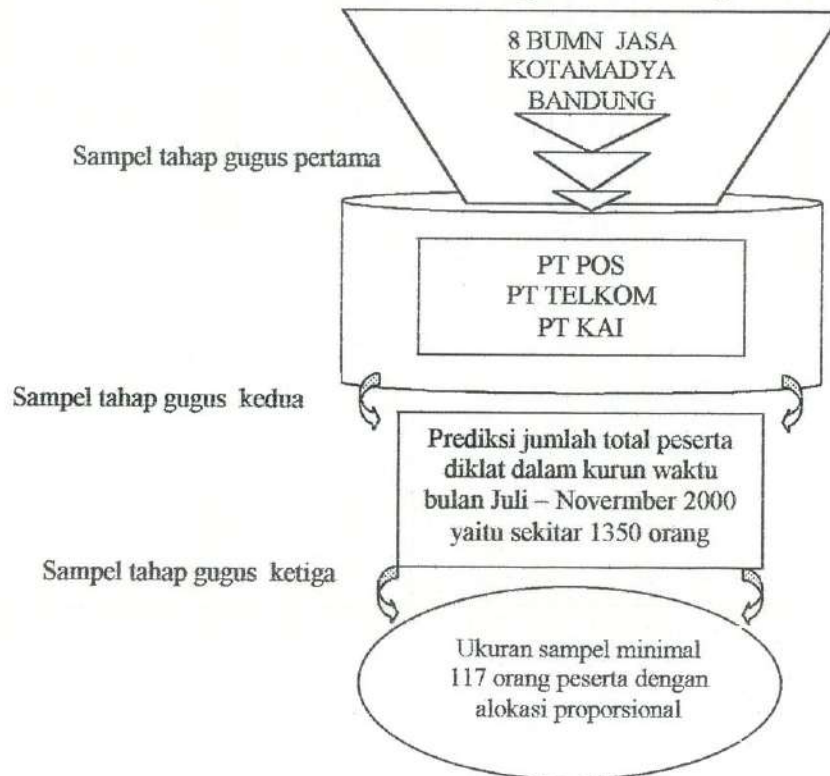 8 BUMN JASA
KOTAMADYA
BANDUNG
Sampel tahap gugus pertama
PT POS
PT TELKOM
PT KAI
Sampel tahap gugus kedua
Prediksi jumlah total peserta
diklat dalam kurun waktu
bulan Juli – Novermber 2000
yaitu sekitar 1350 orang
Sampel tahap gugus ketiga
Ukuran sampel minimal
117 orang peserta dengan
alokasi proporsional